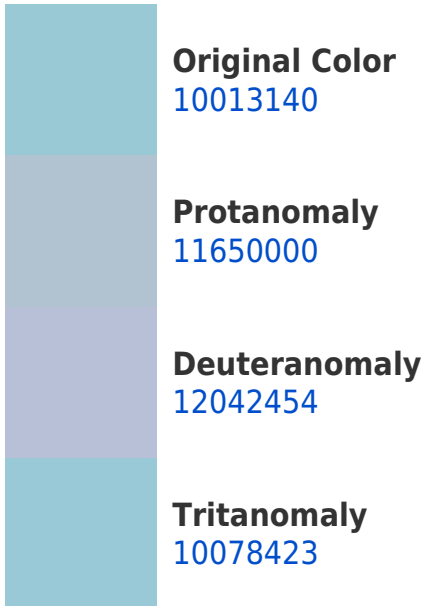 Original Color
10013140
Protanomaly
11650000
Deuteranomaly
12042454
Tritanomaly
10078423